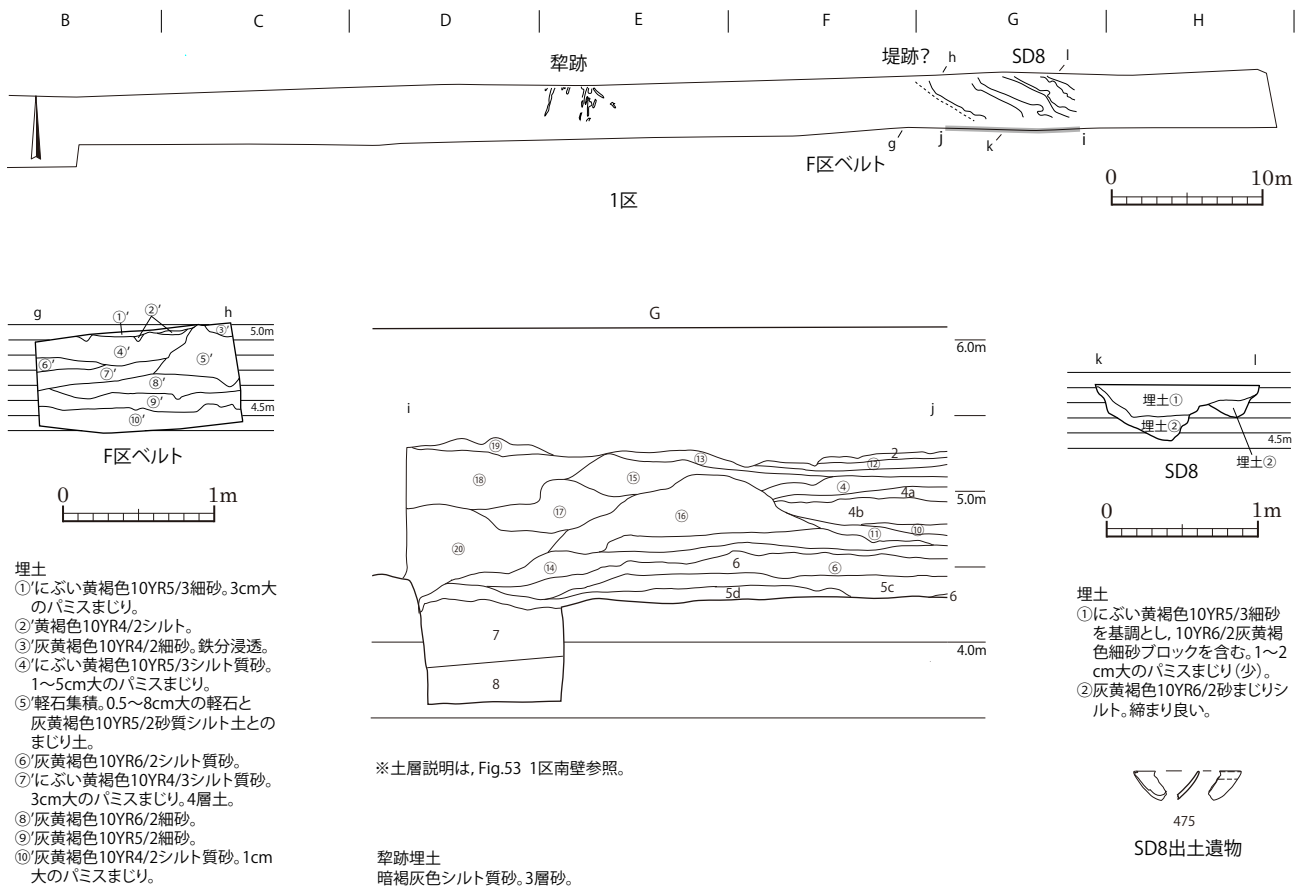 B C D E F G H
犂跡
堤跡? h SD8 l
g j k i
F区ベルト
1区
0 10m
g ①’ ②’ h
③’ 5.0m
④’ ⑤’
⑥’ ⑦’
⑧’
⑨’ 4.5m
⑩’
F区ベルト
0 1m
埋土
①’にぶい黄褐色10YR5/3細砂。3cm大
のパミスまじり。
②’黄褐色10YR4/2シルト。
③’灰黄褐色10YR4/2細砂。鉄分浸透。
④’にぶい黄褐色10YR5/3シルト質砂。
1~5cm大のパミスまじり。
⑤’軽石集積。0.5~8cm大の軽石と
灰黄褐色10YR5/2砂質シルト土との
まじり土。
⑥’灰黄褐色10YR6/2シルト質砂。
⑦’にぶい黄褐色10YR4/3シルト質砂。
3cm大のパミスまじり。4層土。
⑧’灰黄褐色10YR6/2細砂。
⑨’灰黄褐色10YR5/2細砂。
⑩’灰黄褐色10YR4/2シルト質砂。1cm
大のパミスまじり。
G
6.0m
i j
⑲ ⑬ 2
⑫
⑱ ⑮ ④ 5.0m
4a
⑰ ⑯ 4b
⑩
⑪
⑳ ⑭ 6 ⑥
5d 5c 6
7 4.0m
8
※土層説明は, Fig.53 1区南壁参照。
犂跡埋土
暗褐灰色シルト質砂。3層砂。
k l
埋土①
埋土② 4.5m
埋土②
SD8
0 1m
埋土
①にぶい黄褐色10YR5/3細砂
を基調とし, 10YR6/2灰黄褐
色細砂ブロックを含む。1~2
cm大のパミスまじり(少)。
②灰黄褐色10YR6/2砂まじりシ
ルト。締まり良い。
475
SD8出土遺物